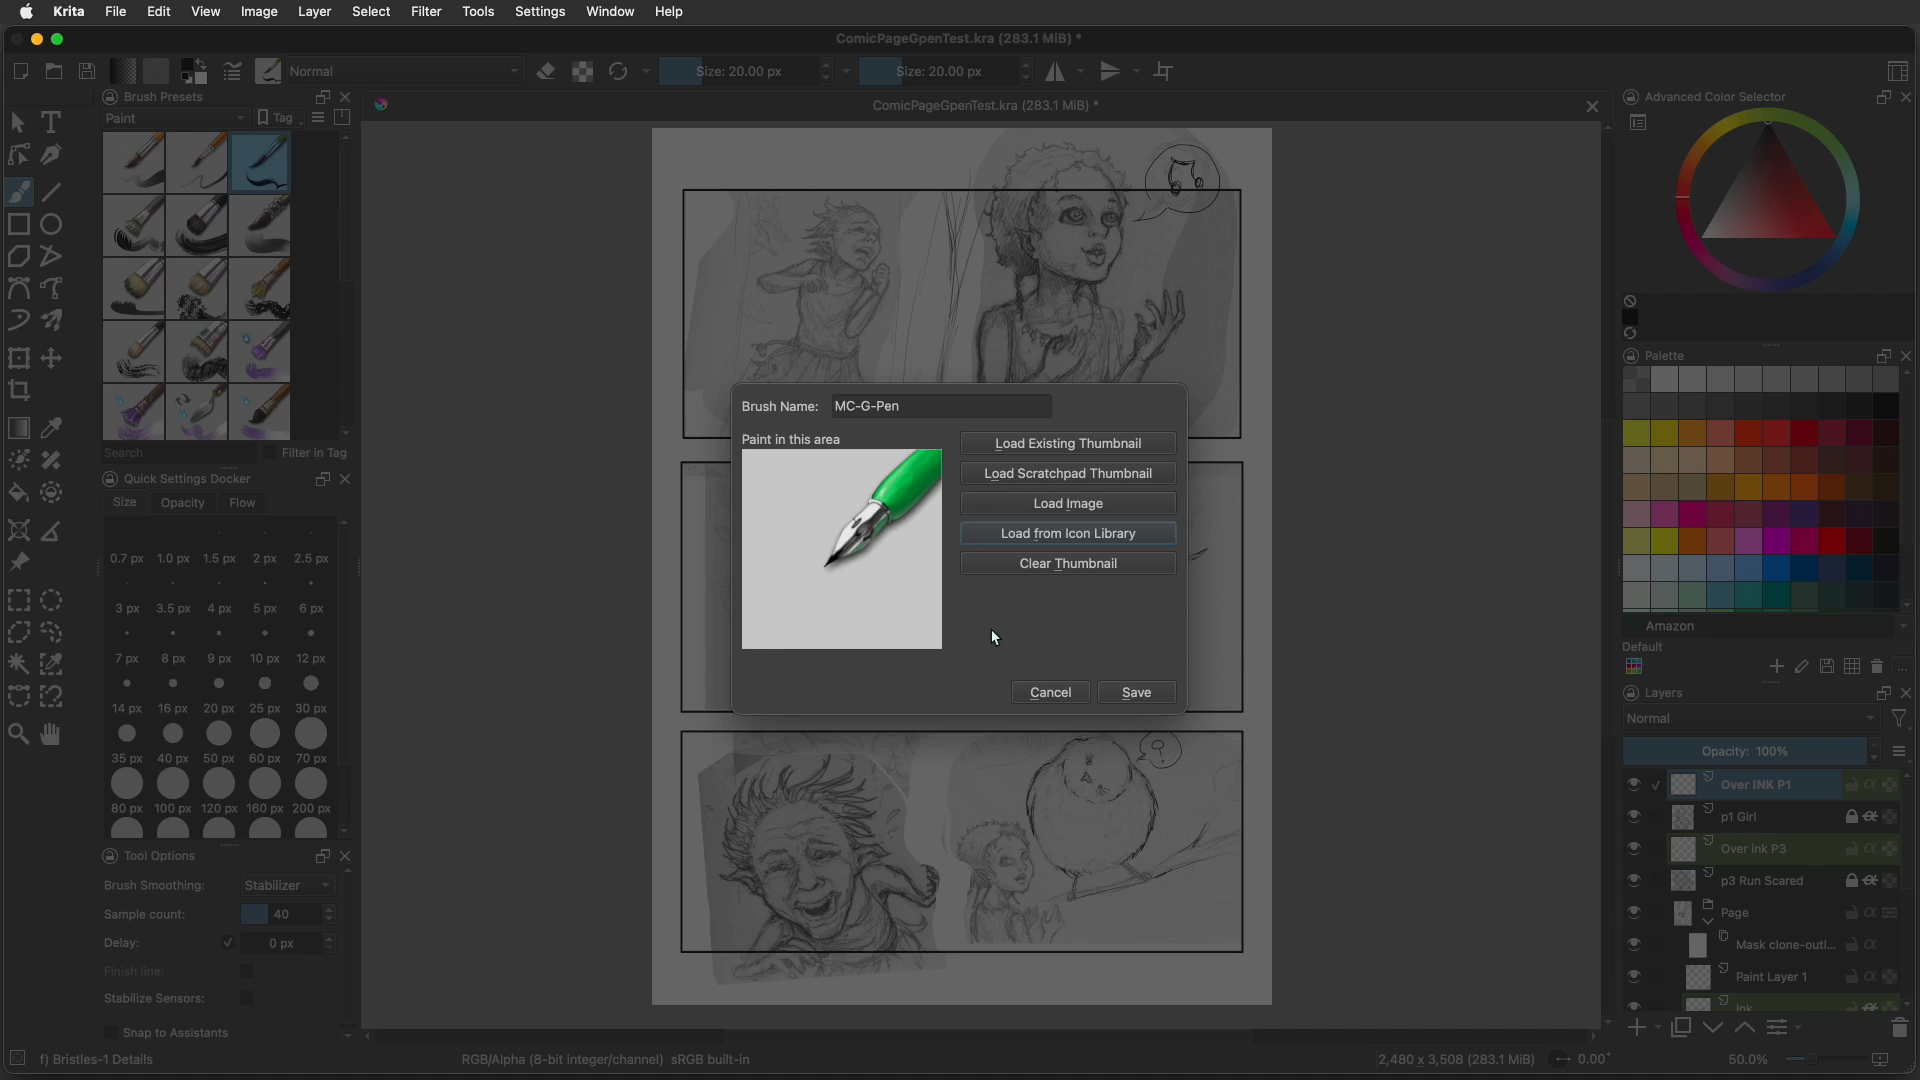 Krita File Edit View Image Layer Select Filter Tools Settings Window Help
ComicPageGpenTest.kra (283.1 MiB) *
Normal Size: 20.00 px Size: 20.00 px
Brush Presets
Paint Tag
Search Filter in Tag
Quick Settings Docker
Size Opacity Flow
0.7 px 1.0 px 1.5 px 2 px 2.5 px
3 px 3.5 px 4 px 5 px 6 px
7 px 8 px 9 px 10 px 12 px
14 px 16 px 20 px 25 px 30 px
35 px 40 px 50 px 60 px 70 px
80 px 100 px 120 px 160 px 200 px
Tool Options
Brush Smoothing: Stabilizer
Sample count: 40
Delay: 0 px
Finish line:
Stabilize Sensors:
Snap to Assistants
ComicPageGpenTest.kra (283.1 MiB) *
Brush Name: MC-G-Pen
Paint in this area
Load Existing Thumbnail
Load Scratchpad Thumbnail
Load Image
Load from Icon Library
Clear Thumbnail
Cancel Save
?
Advanced Color Selector
Palette
Amazon
Default
...
Layers
Normal
Opacity: 100%
Over INK P1
p1 Girl
Over ink P3
p3 Run Scared
Page
Mask clone-outl...
Paint Layer 1
Ink
f) Bristles-1 Details RGB/Alpha (8-bit integer/channel) sRGB built-in 2,480 x 3,508 (283.1 MiB) 0.00° 50.0%